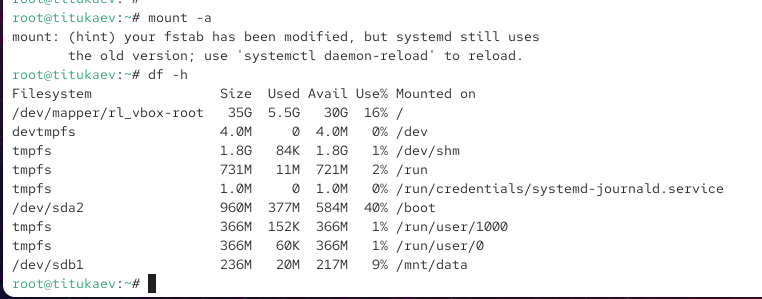 root@titukaev:~# mount -a
mount: (hint) your fstab has been modified, but systemd still uses
       the old version; use 'systemctl daemon-reload' to reload.
root@titukaev:~# df -h
Filesystem                Size  Used Avail Use% Mounted on
/dev/mapper/rl_vbox-root   35G  5.5G   30G  16% /
devtmpfs                  4.0M     0  4.0M   0% /dev
tmpfs                     1.8G   84K  1.8G   1% /dev/shm
tmpfs                     731M   11M  721M   2% /run
tmpfs                     1.0M     0  1.0M   0% /run/credentials/systemd-journald.service
/dev/sda2                 960M  377M  584M  40% /boot
tmpfs                     366M  152K  366M   1% /run/user/1000
tmpfs                     366M   60K  366M   1% /run/user/0
/dev/sdb1                 236M   20M  217M   9% /mnt/data
root@titukaev:~#